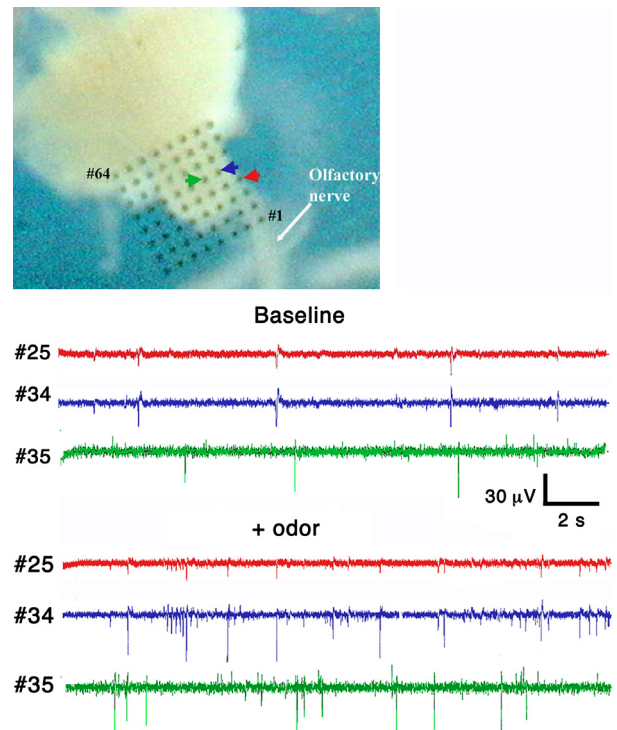 #64
Olfactory
nerve
#1
Baseline
#25
#34
#35
30 µV
2 s
+ odor
#25
#34
#35